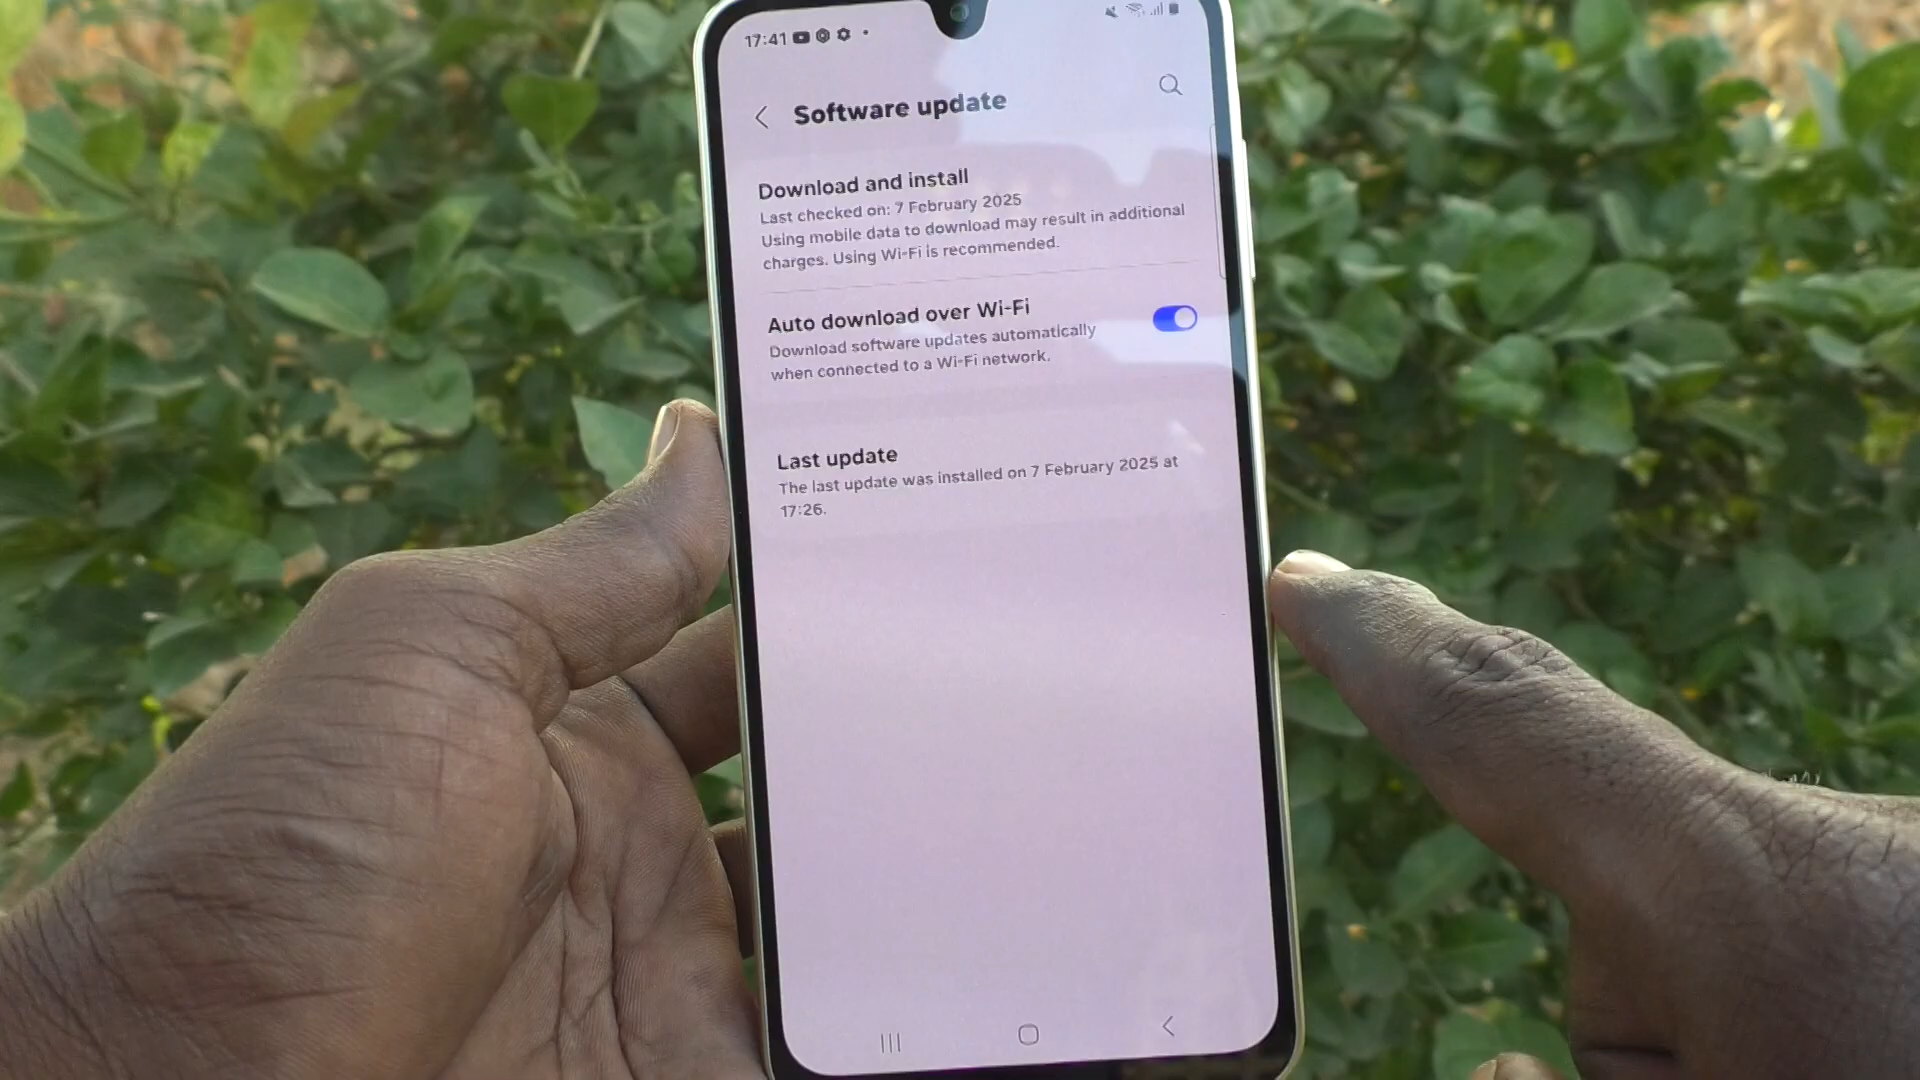 17:41
Software update
Download and install
Last checked on: 7 February 2025
Using mobile data to download may result in additional
charges. Using Wi-Fi is recommended.
Auto download over Wi-Fi
Download software updates automatically
when connected to a Wi-Fi network.
Last update
The last update was installed on 7 February 2025 at
17:26.